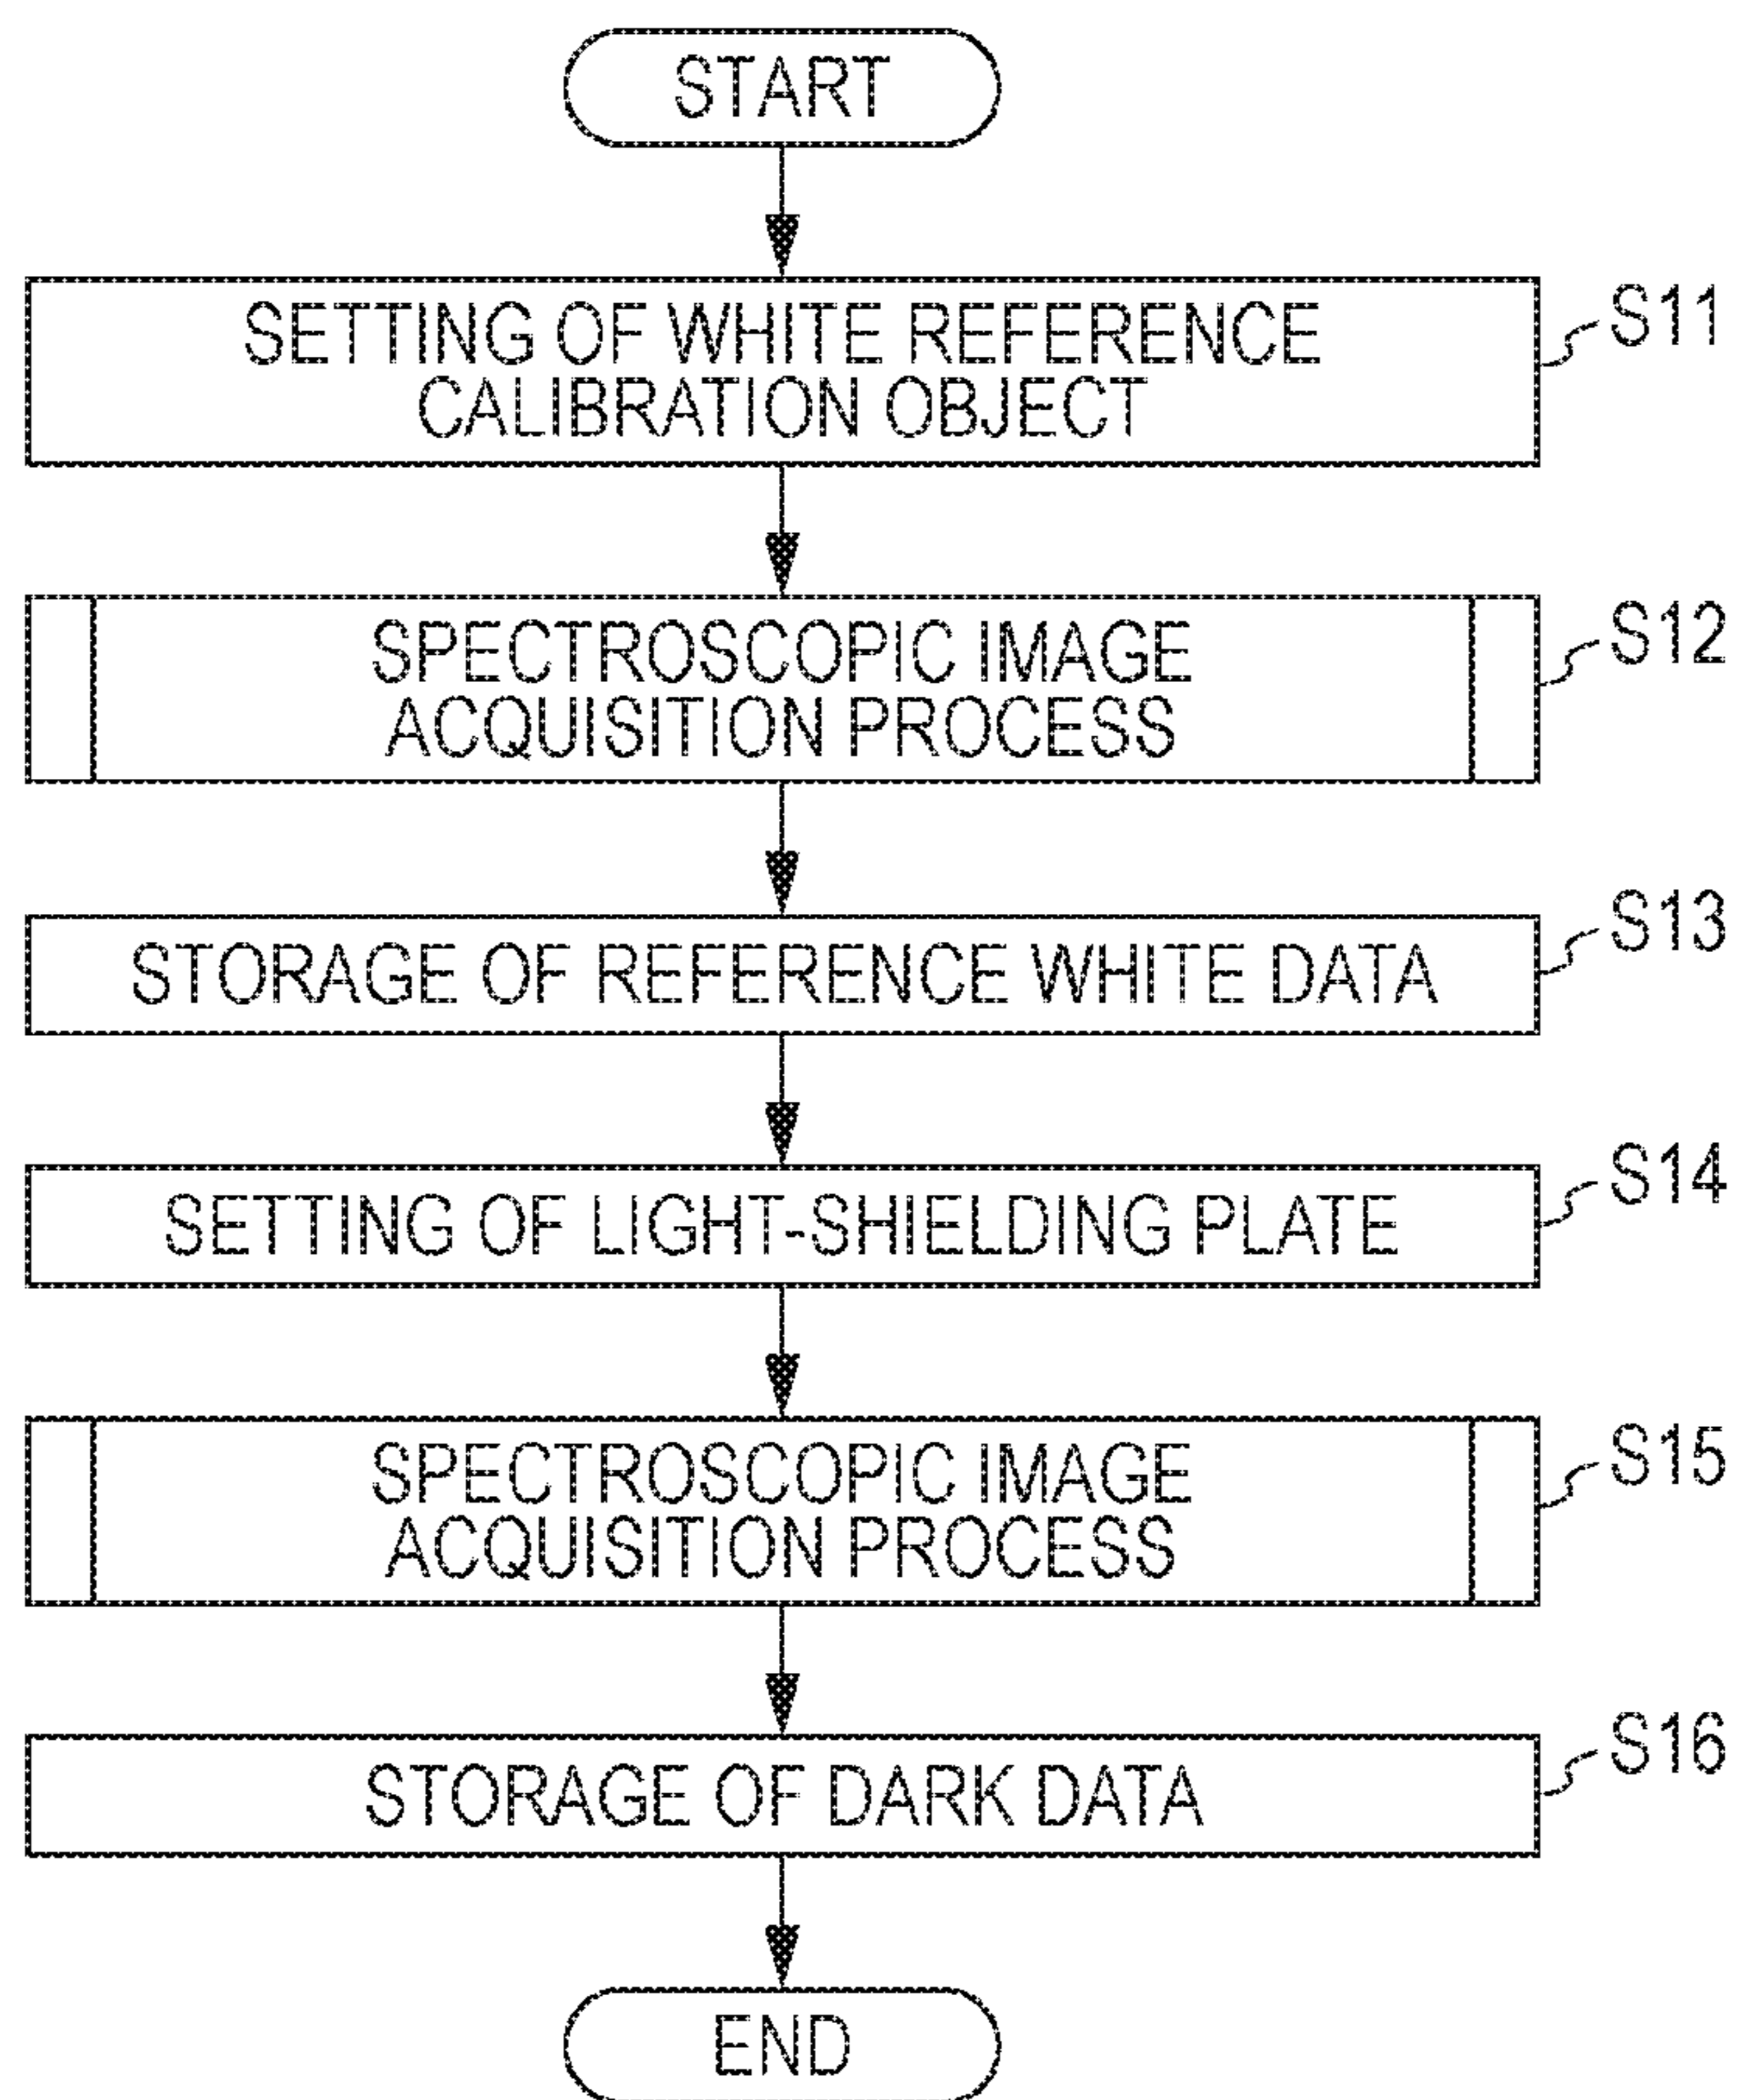 START
SETTING OF WHITE REFERENCE
CALIBRATION OBJECT
S11
SPECTROSCOPIC IMAGE
ACQUISITION PROCESS
S12
STORAGE OF REFERENCE WHITE DATA
S13
SETTING OF LIGHT-SHIELDING PLATE
S14
SPECTROSCOPIC IMAGE
ACQUISITION PROCESS
S15
STORAGE OF DARK DATA
S16
END